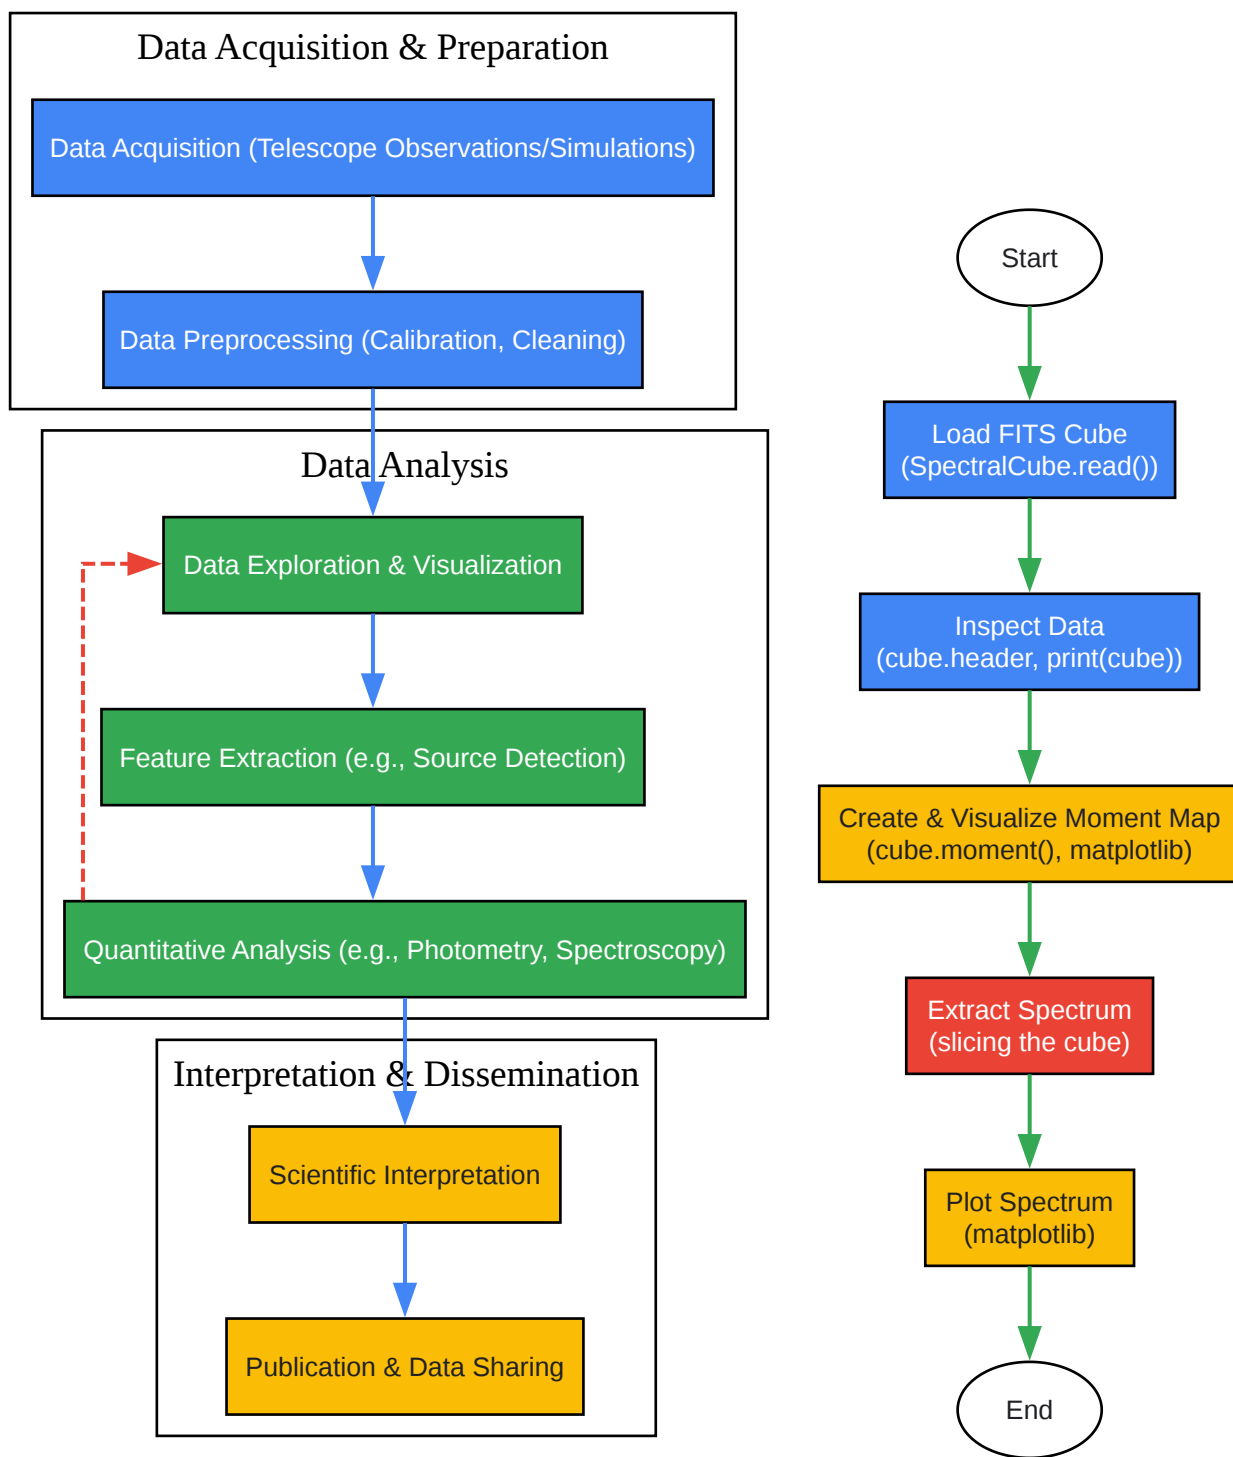 Data Acquisition & Preparation
Data Acquisition (Telescope Observations/Simulations)
Data Preprocessing (Calibration, Cleaning)
Data Analysis
Data Exploration & Visualization
Feature Extraction (e.g., Source Detection)
Quantitative Analysis (e.g., Photometry, Spectroscopy)
Interpretation & Dissemination
Scientific Interpretation
Publication & Data Sharing
Start
Load FITS Cube
(SpectralCube.read())
Inspect Data
(cube.header, print(cube))
Create & Visualize Moment Map
(cube.moment(), matplotlib)
Extract Spectrum
(slicing the cube)
Plot Spectrum
(matplotlib)
End